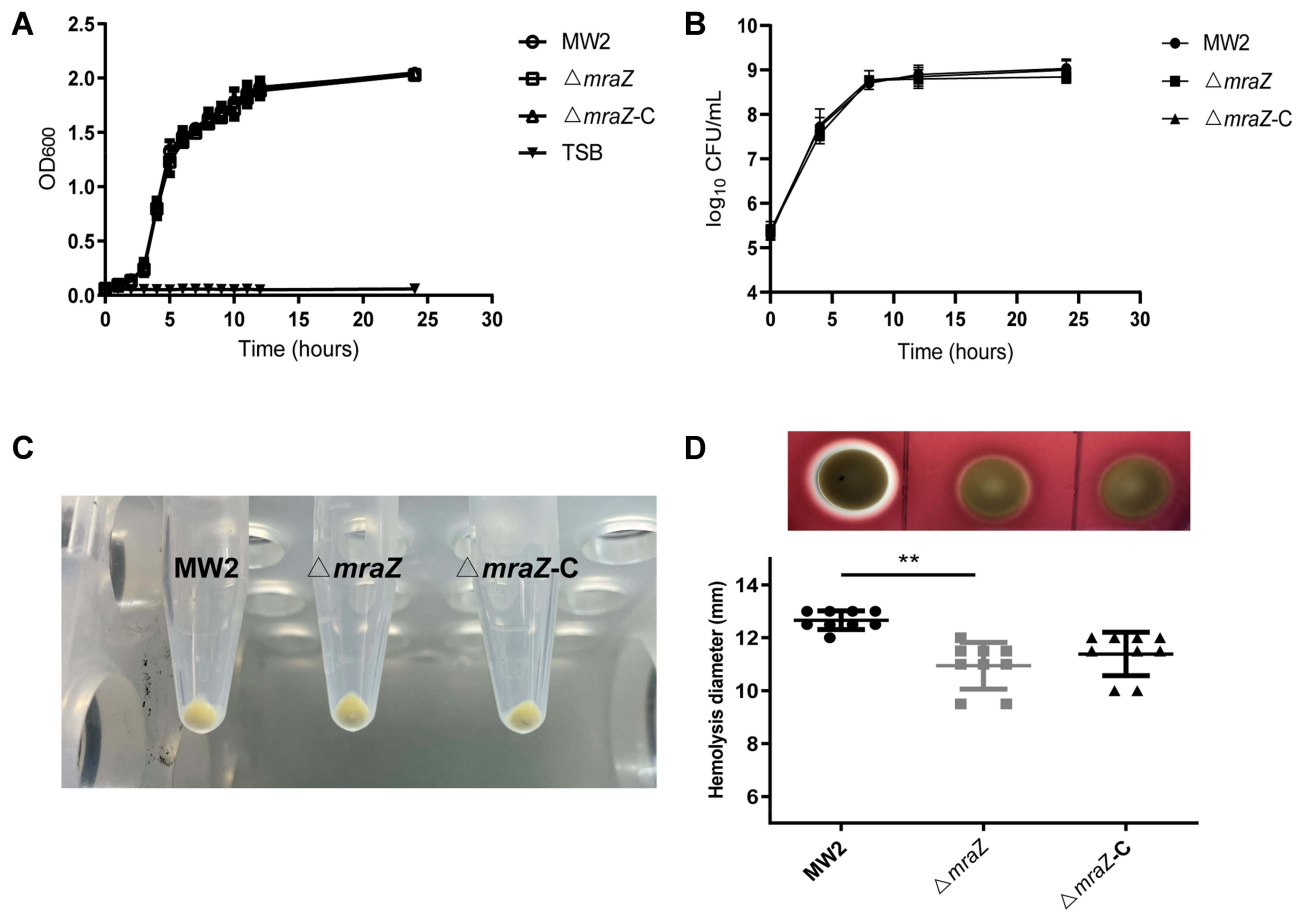 A
OD600
2.5
2.0
1.5
1.0
0.5
0.0
0 5 10 15 20 25 30
Time (hours)
MW2
△mraZ
△mraZ-C
TSB
B
log10 CFU/mL
10
9
8
7
6
5
4
0 5 10 15 20 25 30
Time (hours)
MW2
△mraZ
△mraZ-C
C
MW2 △mraZ △mraZ-C
D
**
Hemolysis diameter (mm)
14
12
10
8
6
MW2 △mraZ △mraZ-C